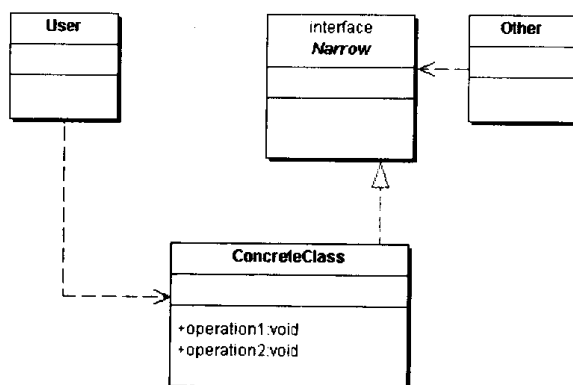 User
interface
Narrow
Other
ConcreteClass
+operation1:void
+operation2:void